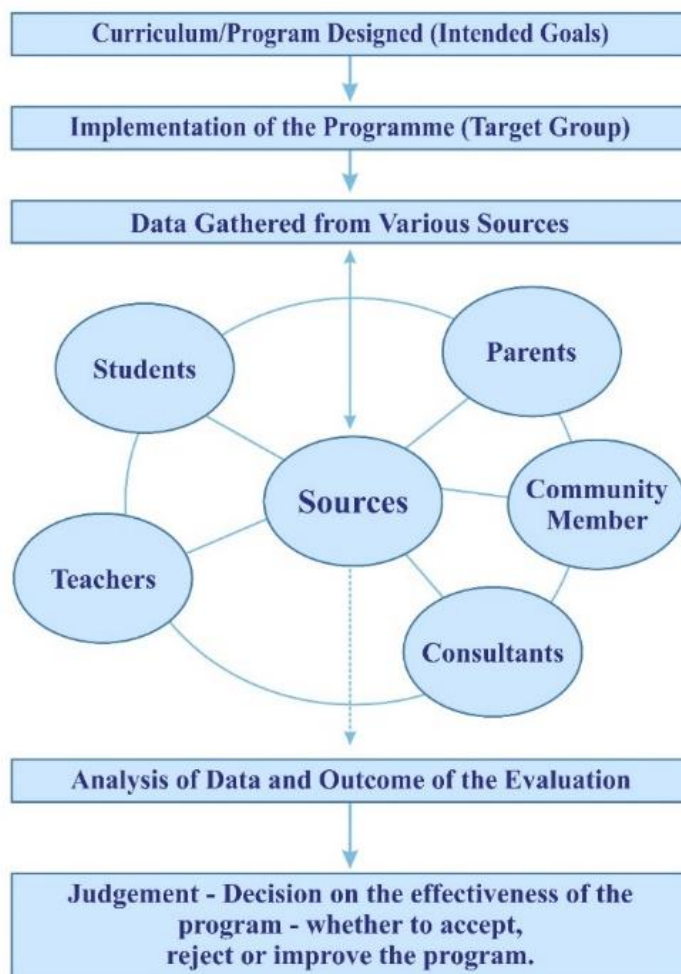 Curriculum/Program Designed (Intended Goals)
Implementation of the Programme (Target Group)
Data Gathered from Various Sources
Students
Parents
Sources
Community
Member
Teachers
Consultants
Analysis of Data and Outcome of the Evaluation
Judgement - Decision on the effectiveness of the
program - whether to accept,
reject or improve the program.